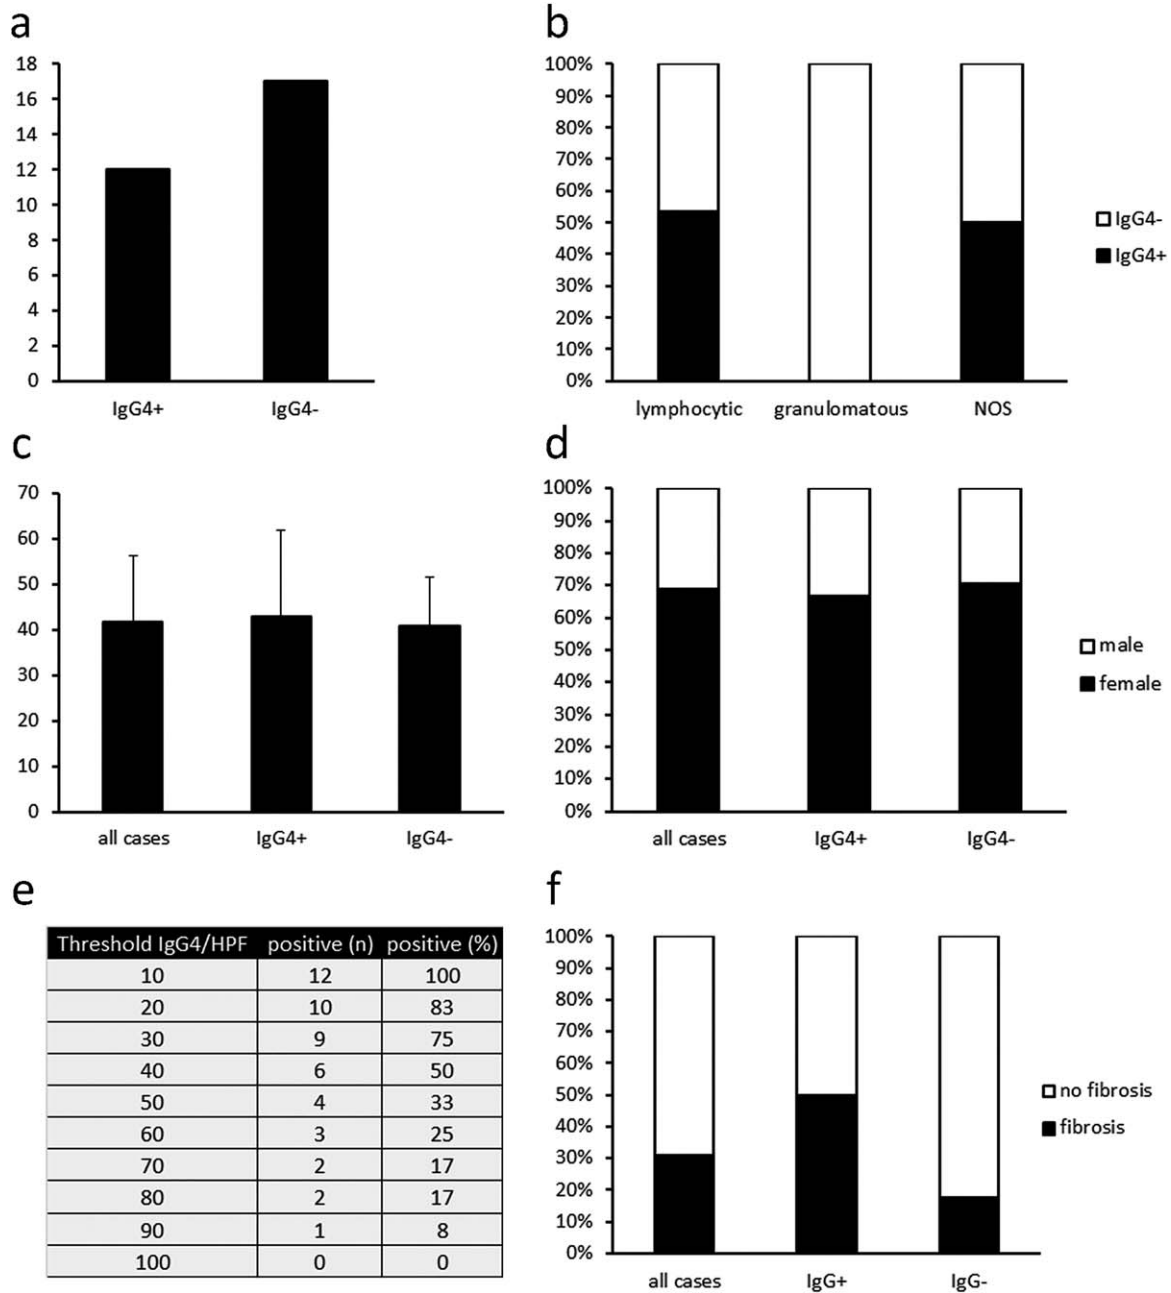 a
18
16
14
12
10
8
6
4
2
0
IgG4+ IgG4-
b
100%
90%
80%
70%
60%
50%
40%
30%
20%
10%
0%
lymphocytic granulomatous NOS
IgG4-
IgG4+
c
70
60
50
40
30
20
10
0
all cases IgG4+ IgG4-
d
100%
90%
80%
70%
60%
50%
40%
30%
20%
10%
0%
all cases IgG4+ IgG4-
male
female
e
Threshold IgG4/HPF positive (n) positive (%)
10 12 100
20 10 83
30 9 75
40 6 50
50 4 33
60 3 25
70 2 17
80 2 17
90 1 8
100 0 0
f
100%
90%
80%
70%
60%
50%
40%
30%
20%
10%
0%
all cases IgG+ IgG-
no fibrosis
fibrosis